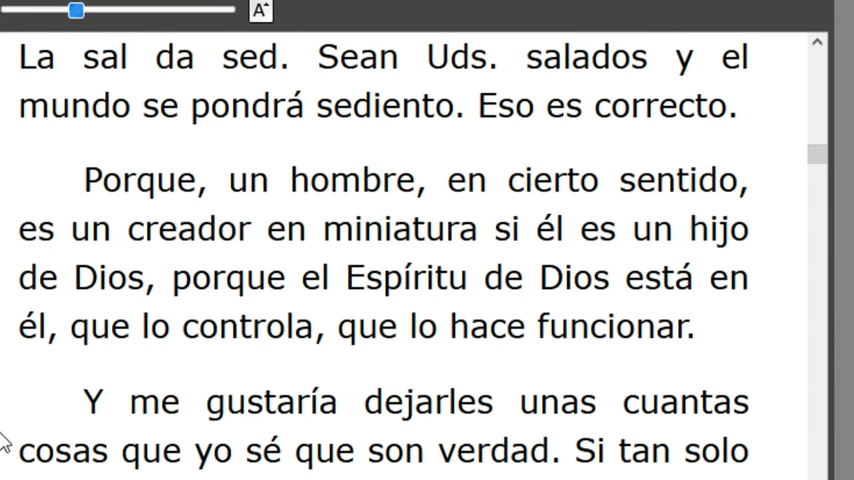 A
La sal da sed. Sean Uds. salados y el
mundo se pondrá sediento. Eso es correcto.
Porque, un hombre, en cierto sentido,
es un creador en miniatura si él es un hijo
de Dios, porque el Espíritu de Dios está en
él, que lo controla, que lo hace funcionar.
Y me gustaría dejarles unas cuantas
cosas que yo sé que son verdad. Si tan solo